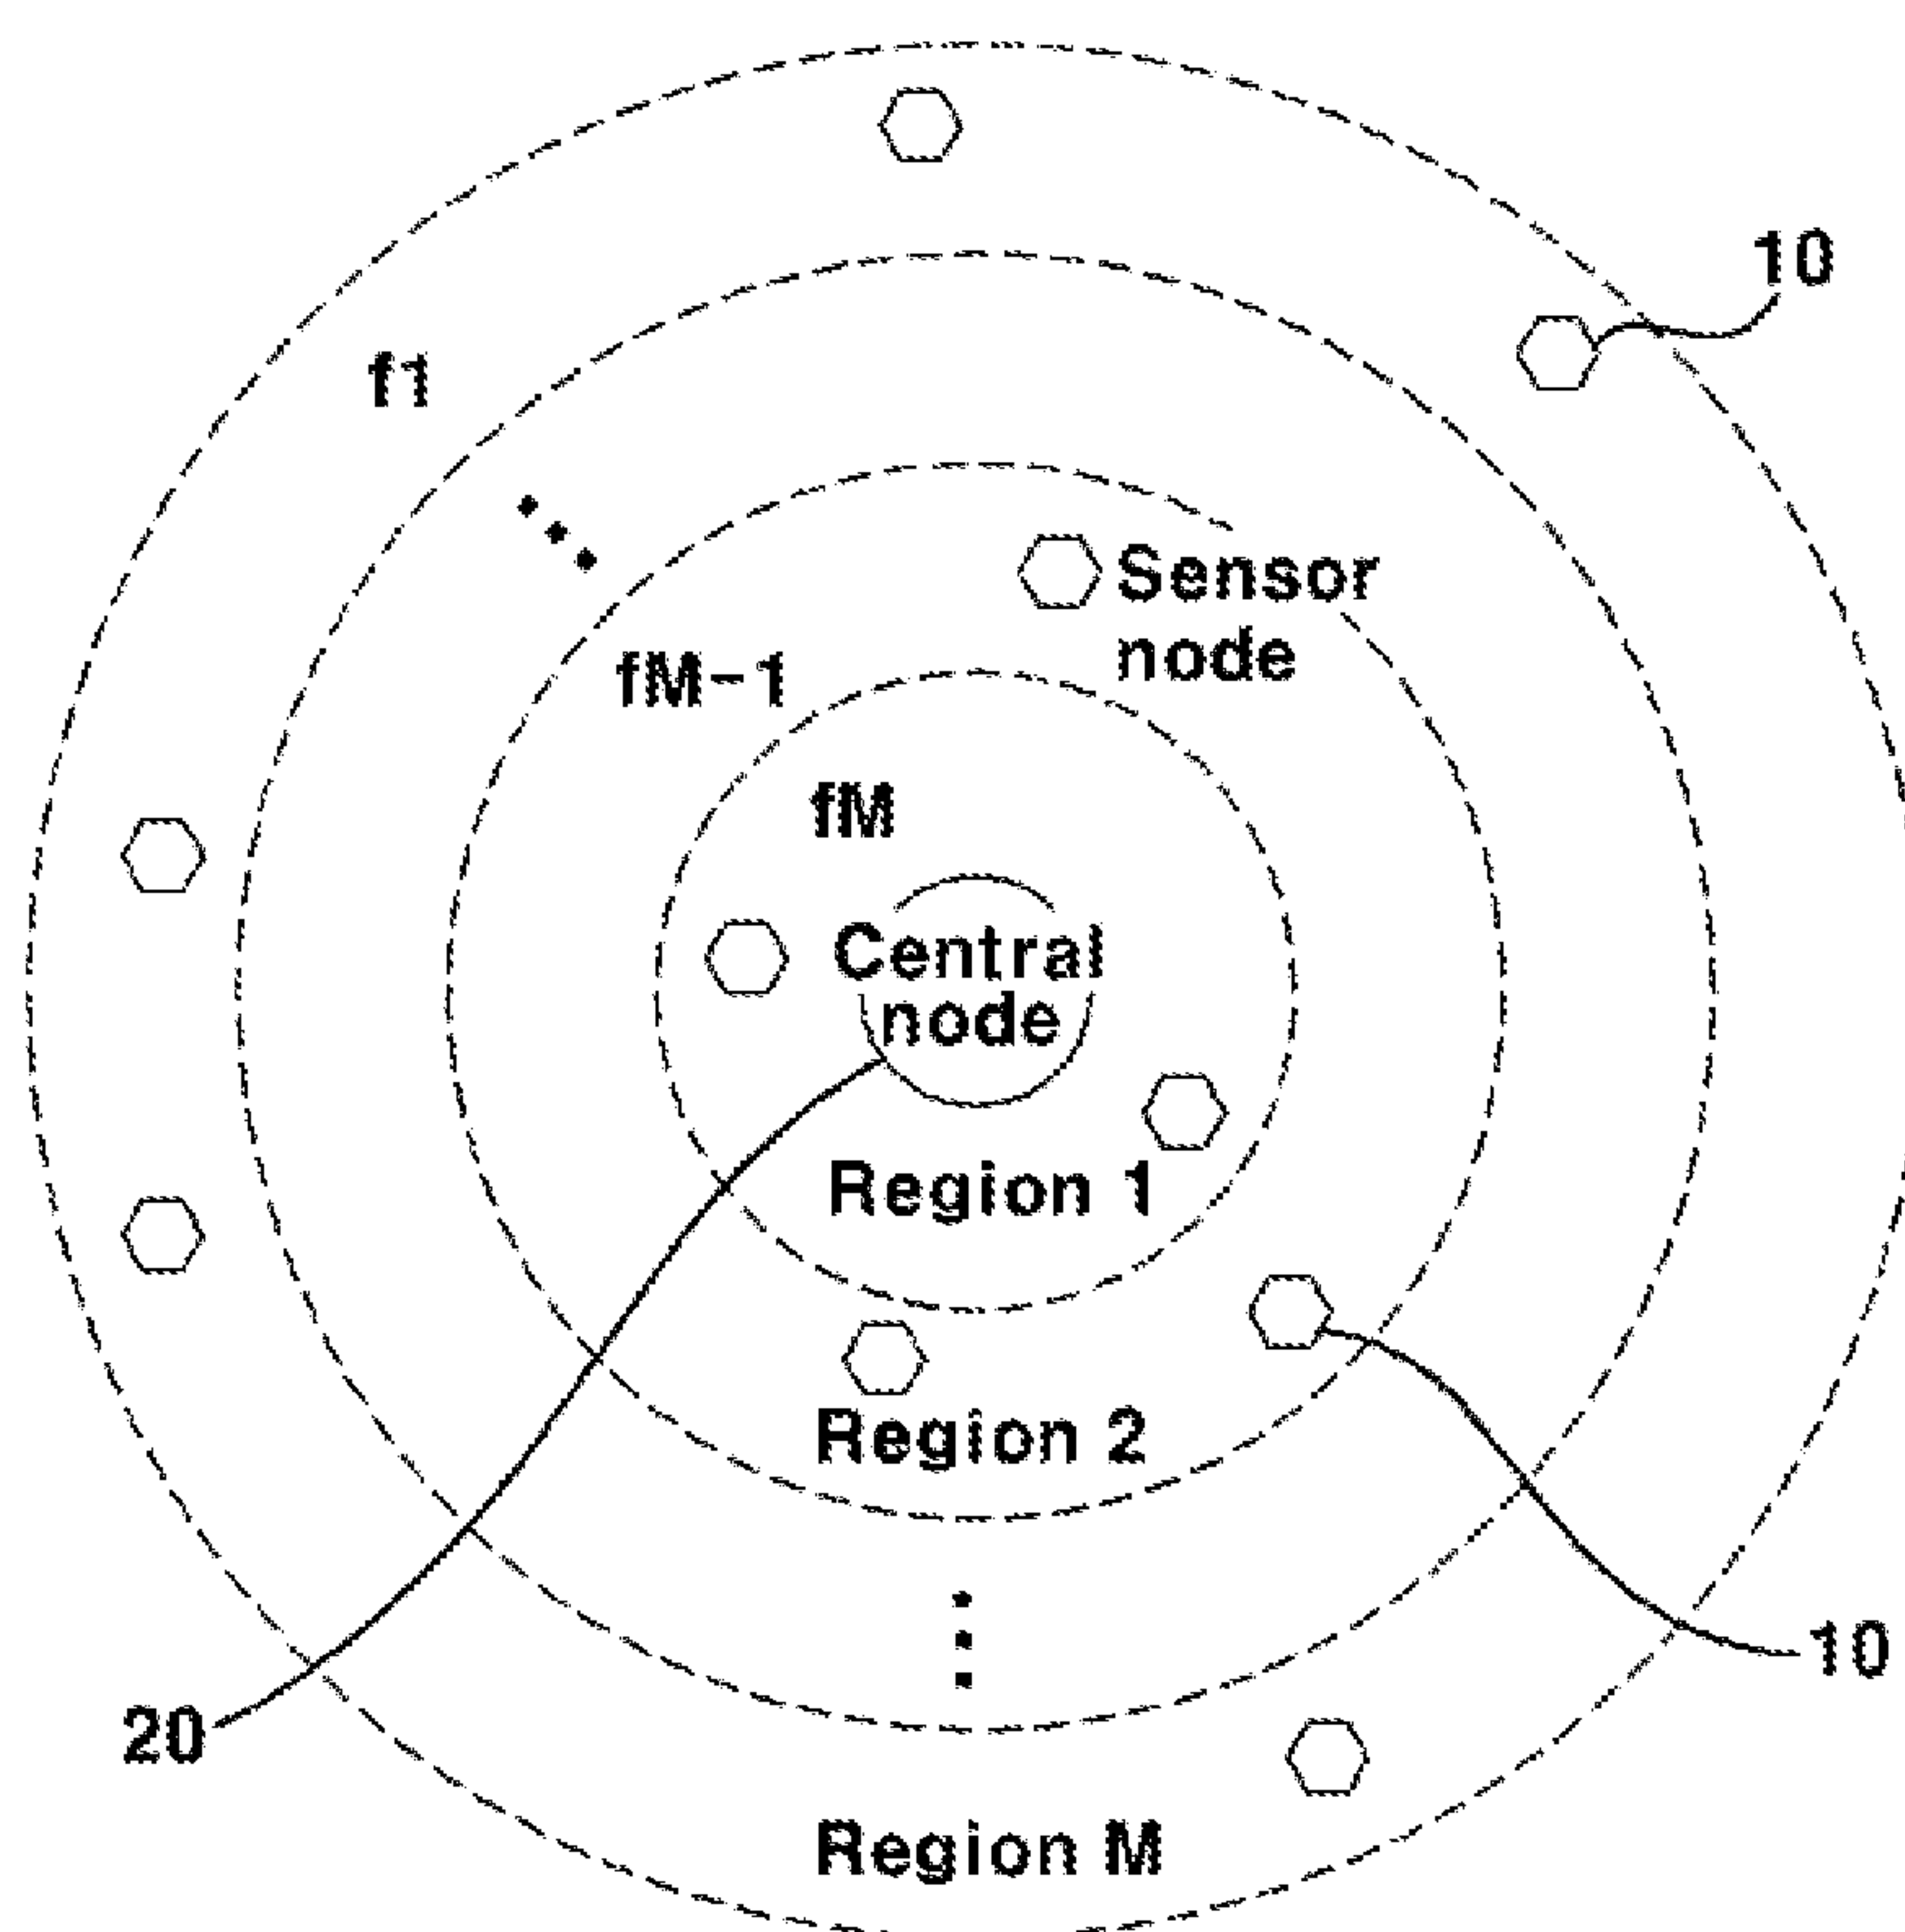 10
f1
Sensor
node
fM-1
fM
Central
node
Region 1
Region 2
10
20
Region M